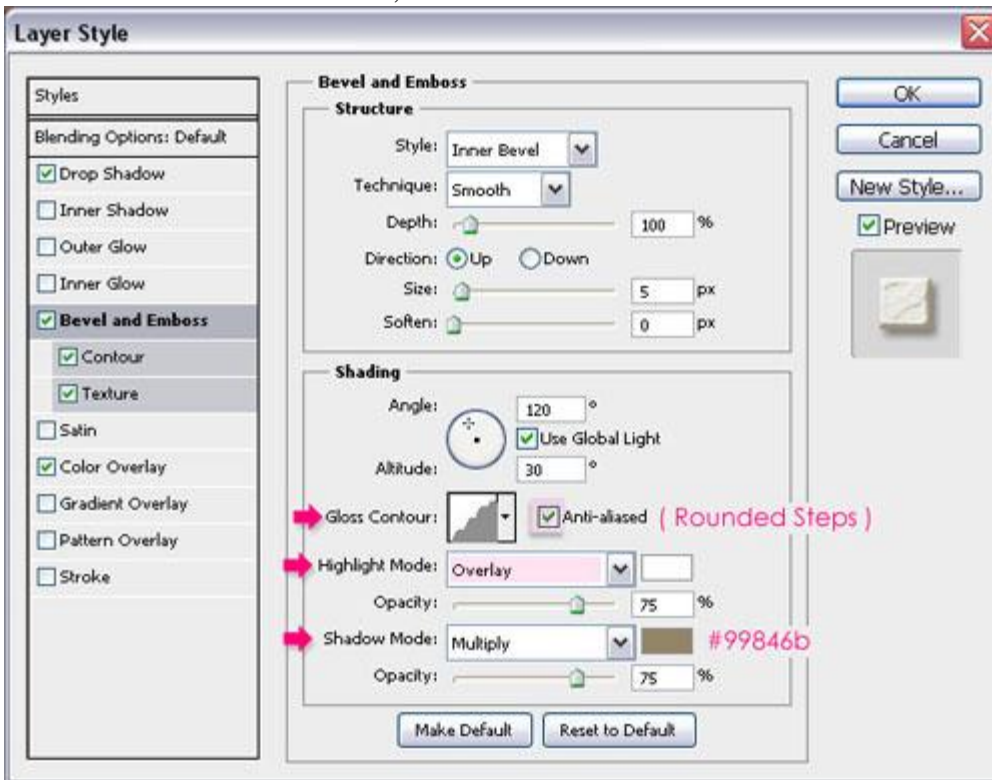 Layer Style
Styles
Blending Options: Default
Drop Shadow
Inner Shadow
Outer Glow
Inner Glow
Bevel and Emboss
Contour
Texture
Satin
Color Overlay
Gradient Overlay
Pattern Overlay
Stroke
Bevel and Emboss
Structure
Style: Inner Bevel
Technique: Smooth
Depth: 100 %
Direction: Up Down
Size: 5 px
Soften: 0 px
Shading
Angle: 120 °
Use Global Light
Altitude: 30 °
Gloss Contour: Anti-aliased ( Rounded Steps )
Highlight Mode: Overlay
Opacity: 75 %
Shadow Mode: Multiply #99846b
Opacity: 75 %
Make Default Reset to Default
OK
Cancel
New Style...
Preview